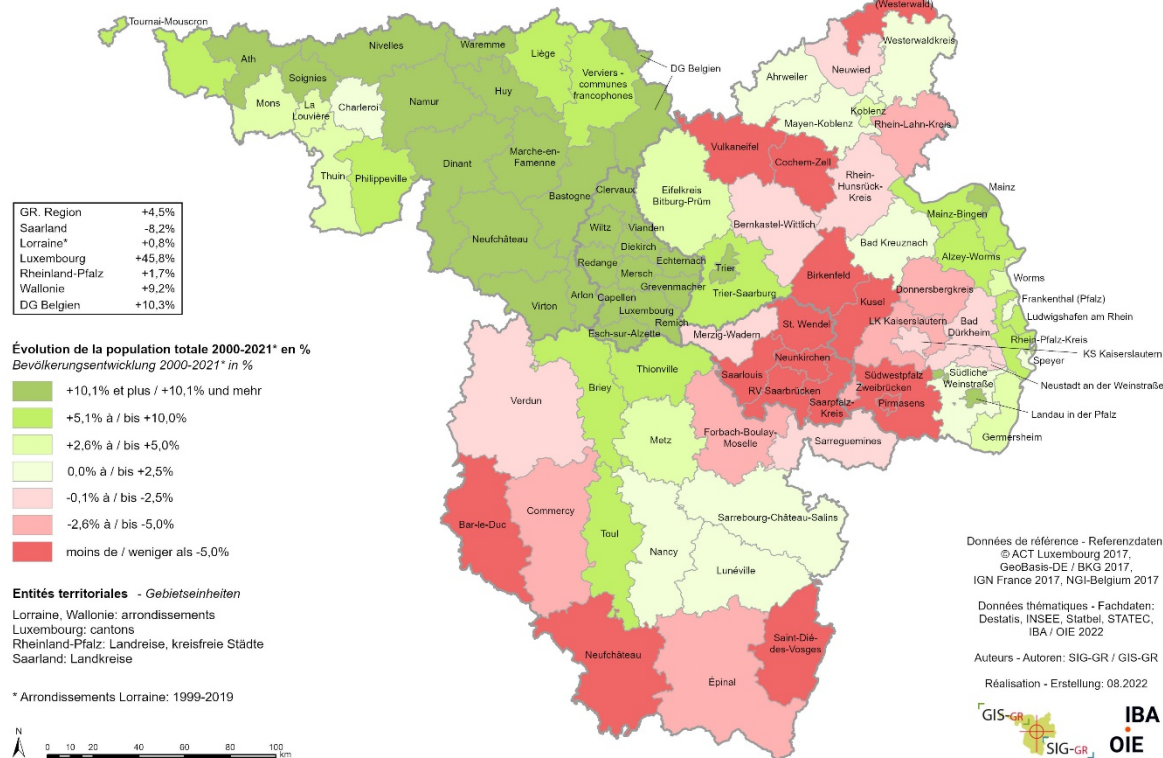 (Westerwald)
Tournai-Mouscron
Nivelles
Waremme
Liège
Westerwaldkreis
Ath
Verviers -
communes
francophones
DG Belgien
Neuwied
Soignies
Huy
Ahrweiler
Mons
La
Louvière
Charleroi
Namur
Koblenz
Mayen-Koblenz
Rhein-Lahn-Kreis
Marche-en-
Famenne
Vulkaneifel
Cochem-Zell
Dinant
Thuin
Philippeville
Rhein-
Hunsrück-
Kreis
Mainz
Bastogne
Clervaux
Eifelkreis
Bitburg-Prüm
Mainz-Bingen
Bernkastel-Wittlich
Wiltz
Vianden
Neufchâteau
Diekirch
Bad Kreuznach
Alzey-Worms
Redange
Echternach
Trier
Mersch
Birkenfeld
Worms
Grevenmacher
Donnersbergkreis
Trier-Saarburg
Arlon
Capellen
Kusel
Frankenthal (Pfalz)
Virton
Luxembourg
Ludwigshafen am Rhein
LK Kaiserslautern
Bad
Dürkheim
Remich
St. Wendel
Esch-sur-Alzette
Merzig-Wadern
Rhein-Pfalz-Kreis
KS Kaiserslautern
Neunkirchen
Speyer
Thionville
Saarlouis
Südliche
Weinstraße
Neustadt an der Weinstraße
Briey
RV Saarbrücken
Südwestpfalz
Zweibrücken
Verdun
Saarpfalz-
Kreis
Pirmasens
Landau in der Pfalz
Metz
Forbach-Boulay-
Moselle
Sarreguemines
Germersheim
Commercy
Sarrebourg-Château-Salins
Bar-le-Duc
Toul
Nancy
Lunéville
Neufchâteau
Saint-Dié-
des-Vosges
Épinal
GR. Region +4,5%
Saarland -8,2%
Lorraine* +0,8%
Luxembourg +45,8%
Rheinland-Pfalz +1,7%
Wallonie +9,2%
DG Belgien +10,3%
Évolution de la population totale 2000-2021* en %
Bevölkerungsentwicklung 2000-2021* in %
+10,1% et plus / +10,1% und mehr
+5,1% à / bis +10,0%
+2,6% à / bis +5,0%
0,0% à / bis +2,5%
-0,1% à / bis -2,5%
-2,6% à / bis -5,0%
moins de / weniger als -5,0%
Entités territoriales - Gebietseinheiten
Lorraine, Wallonie: arrondissements
Luxembourg: cantons
Rheinland-Pfalz: Landreise, kreisfreie Städte
Saarland: Landkreise
* Arrondissements Lorraine: 1999-2019
N
0 10 20 40 60 80 100
km
Données de référence - Referenzdaten
© ACT Luxembourg 2017,
GeoBasis-DE / BKG 2017,
IGN France 2017, NGI-Belgium 2017
Données thématiques - Fachdaten:
Destatis, INSEE, Statbel, STATEC,
IBA / OIE 2022
Auteurs - Autoren: SIG-GR / GIS-GR
Réalisation - Erstellung: 08.2022
GIS-GR
SIG-GR
IBA
OIE